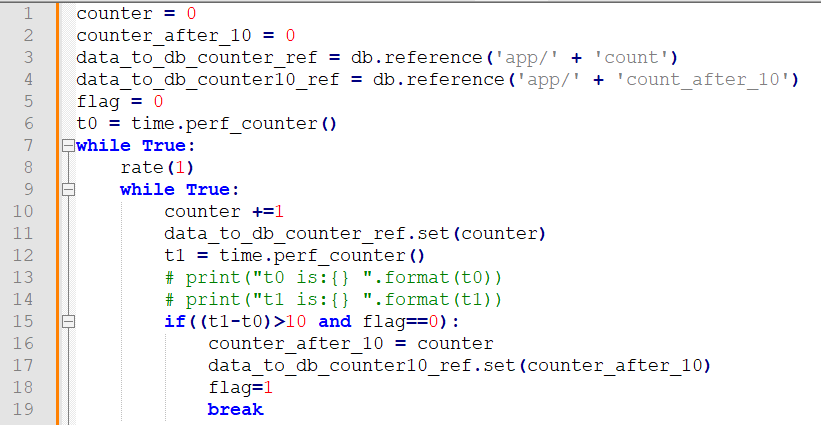 1 counter = 0
2 counter_after_10 = 0
3 data_to_db_counter_ref = db.reference('app/' + 'count')
4 data_to_db_counter10_ref = db.reference('app/' + 'count_after_10')
5 flag = 0
6 t0 = time.perf_counter()
7 while True:
8     rate(1)
9     while True:
10         counter +=1
11         data_to_db_counter_ref.set(counter)
12         t1 = time.perf_counter()
13         # print("t0 is:{} ".format(t0))
14         # print("t1 is:{} ".format(t1))
15         if((t1-t0)>10 and flag==0):
16             counter_after_10 = counter
17             data_to_db_counter10_ref.set(counter_after_10)
18             flag=1
19             break